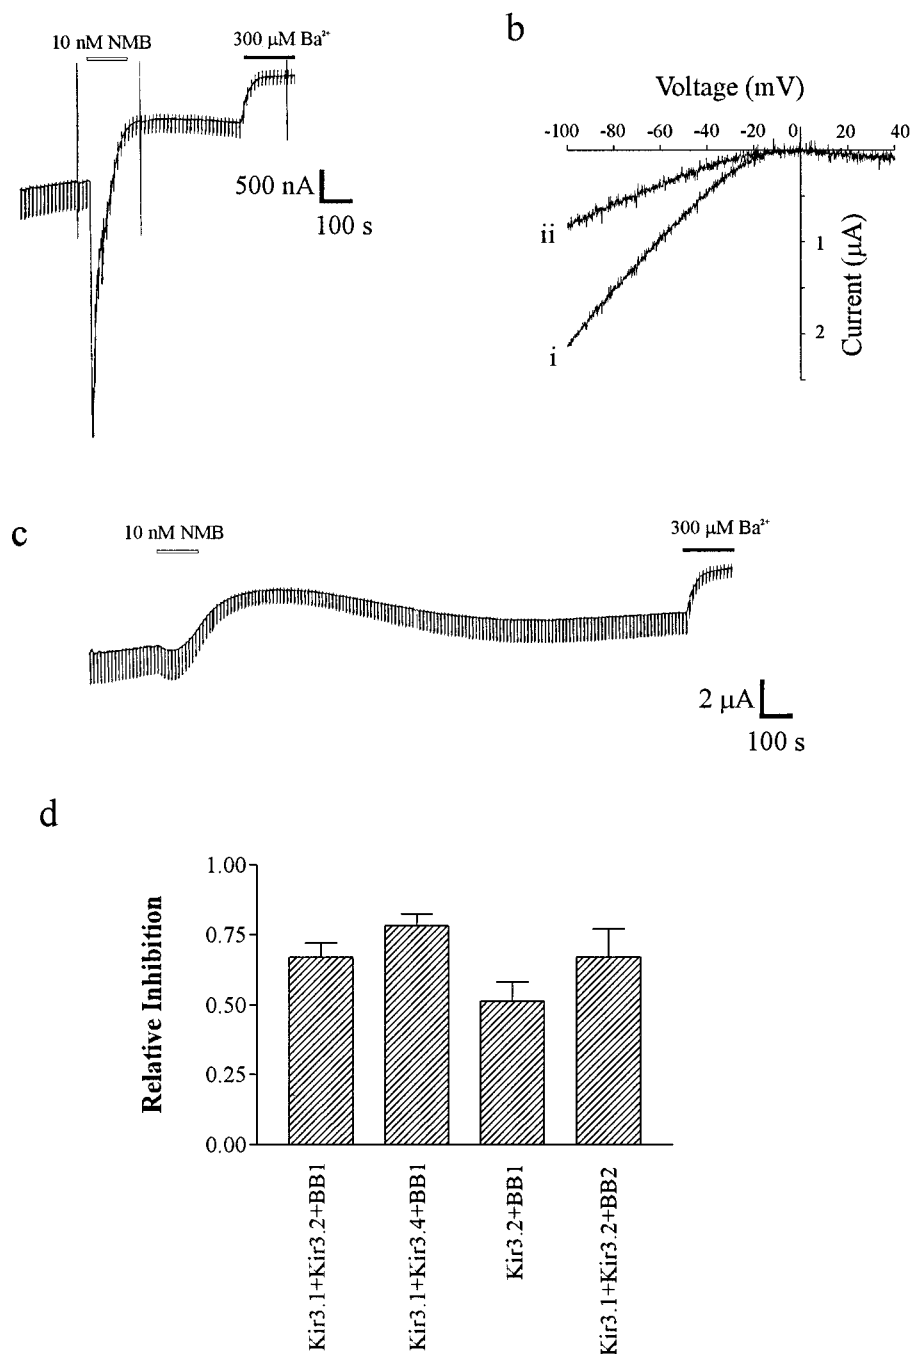 10 nM NMB
300 μM Ba²⁺
500 nA
100 s
b
Voltage (mV)
-100 -80 -60 -40 -20 0 20 40
ii
i
1
2
Current (μA)
c
10 nM NMB
300 μM Ba²⁺
2 μA
100 s
d
1.00
0.75
0.50
0.25
0.00
Relative Inhibition
Kir3.1+Kir3.2+BB1
Kir3.1+Kir3.4+BB1
Kir3.2+BB1
Kir3.1+Kir3.2+BB2